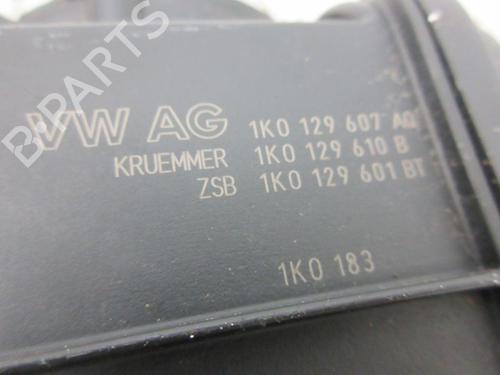 BPARTS
VW AG 1K0 129 607 AQ
KRUEMMER 1K0 129 610 B
ZSB 1K0 129 601 BT
1K0 183